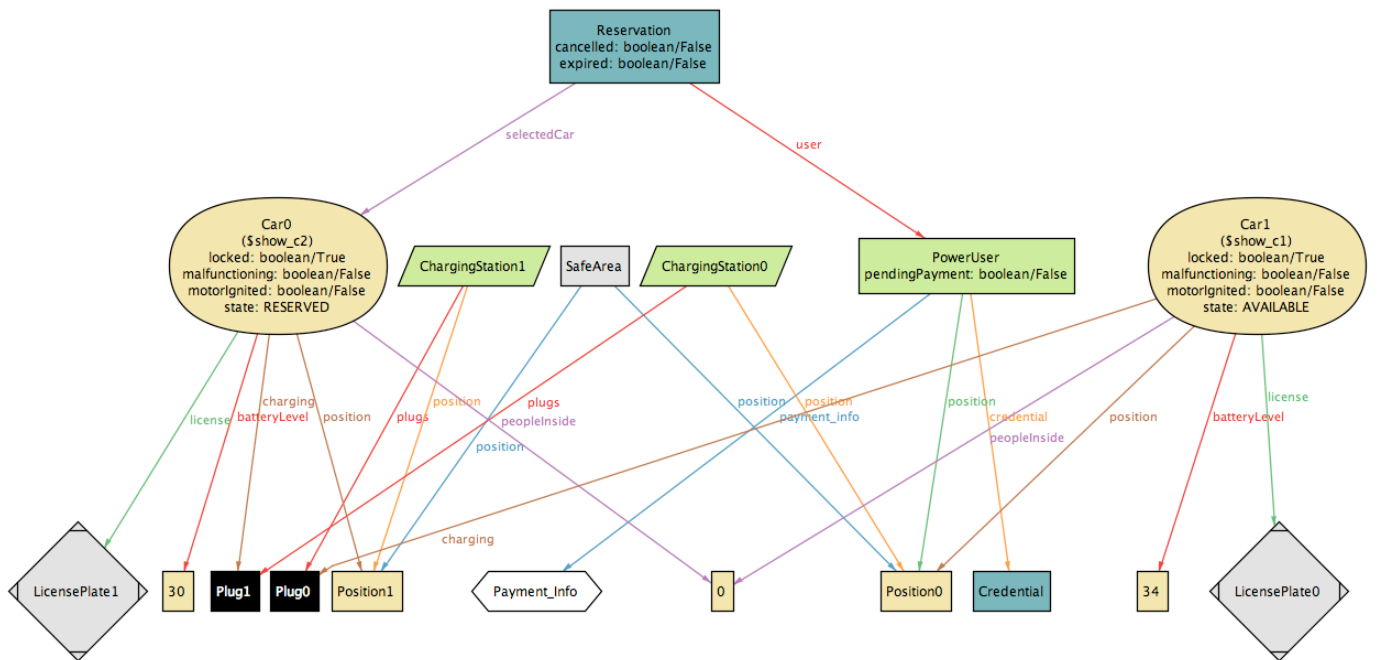 Reservation
cancelled: boolean/False
expired: boolean/False
selectedCar
user
Car0
($show_c2)
locked: boolean/True
malfunctioning: boolean/False
motorIgnited: boolean/False
state: RESERVED
ChargingStation1
SafeArea
ChargingStation0
PowerUser
pendingPayment: boolean/False
Car1
($show_c1)
locked: boolean/True
malfunctioning: boolean/False
motorIgnited: boolean/False
state: AVAILABLE
license
batteryLevel
charging
position
plugs
position
position
plugs
peopleInside
position
position
payment_info
position
credential
peopleInside
position
batteryLevel
license
charging
LicensePlate1
30
Plug1
Plug0
Position1
Payment_Info
0
Position0
Credential
34
LicensePlate0